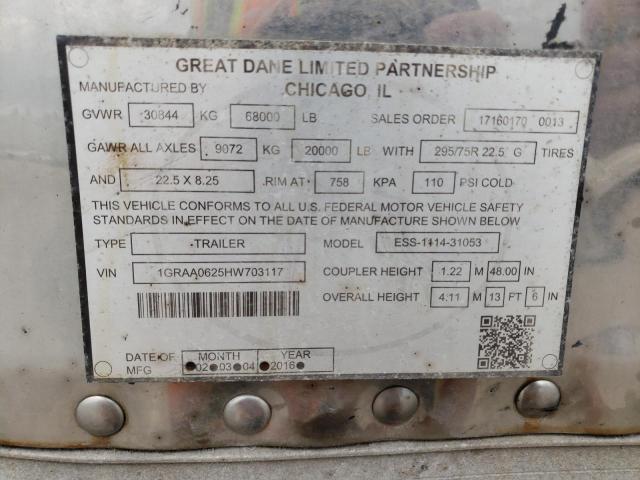 GREAT DANE LIMITED PARTNERSHIP
MANUFACTURED BY CHICAGO, IL
GVWR 30844 KG 68000 LB SALES ORDER 17160170 0013
GAWR ALL AXLES 9072 KG 20000 LB WITH 295/75R 22.5 G TIRES
AND 22.5 X 8.25 RIM AT 758 KPA 110 PSI COLD
THIS VEHICLE CONFORMS TO ALL U.S. FEDERAL MOTOR VEHICLE SAFETY
STANDARDS IN EFFECT ON THE DATE OF MANUFACTURE SHOWN BELOW
TYPE TRAILER MODEL ESS-1114-31053
VIN 1GRAA0625HW703117 COUPLER HEIGHT 1.22 M 48.00 IN
OVERALL HEIGHT 4.11 M 13 FT 6 IN
DATE OF MFG MONTH YEAR
02 03 04 2016